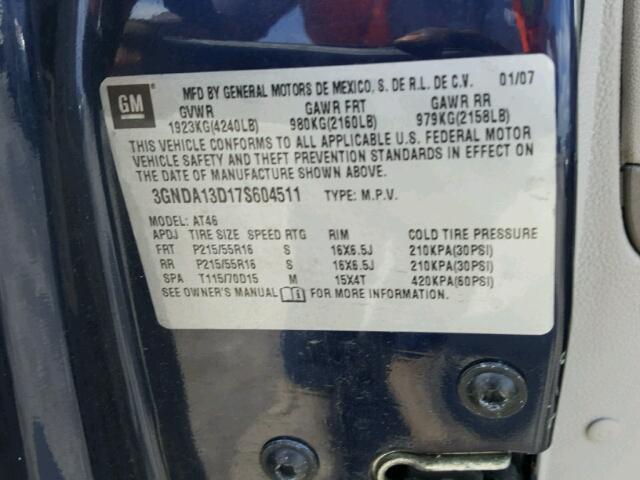 GM
MFD BY GENERAL MOTORS DE MEXICO, S. DE R.L. DE C.V. 01/07
GVWR GAWR FRT GAWR RR
1923KG(4240LB) 980KG(2160LB) 979KG(2158LB)
THIS VEHICLE CONFORMS TO ALL APPLICABLE U.S. FEDERAL MOTOR
VEHICLE SAFETY AND THEFT PREVENTION STANDARDS IN EFFECT ON
THE DATE OF MANUFACTURE SHOWN ABOVE.
3GNDA13D17S604511 TYPE: M.P.V.
MODEL: AT46
APDJ TIRE SIZE SPEED RTG RIM COLD TIRE PRESSURE
FRT P215/55R16 S 16X6.5J 210KPA(30PSI)
RR P215/55R16 S 16X6.5J 210KPA(30PSI)
SPA T115/70D15 M 15X4T 420KPA(60PSI)
SEE OWNER'S MANUAL FOR MORE INFORMATION.